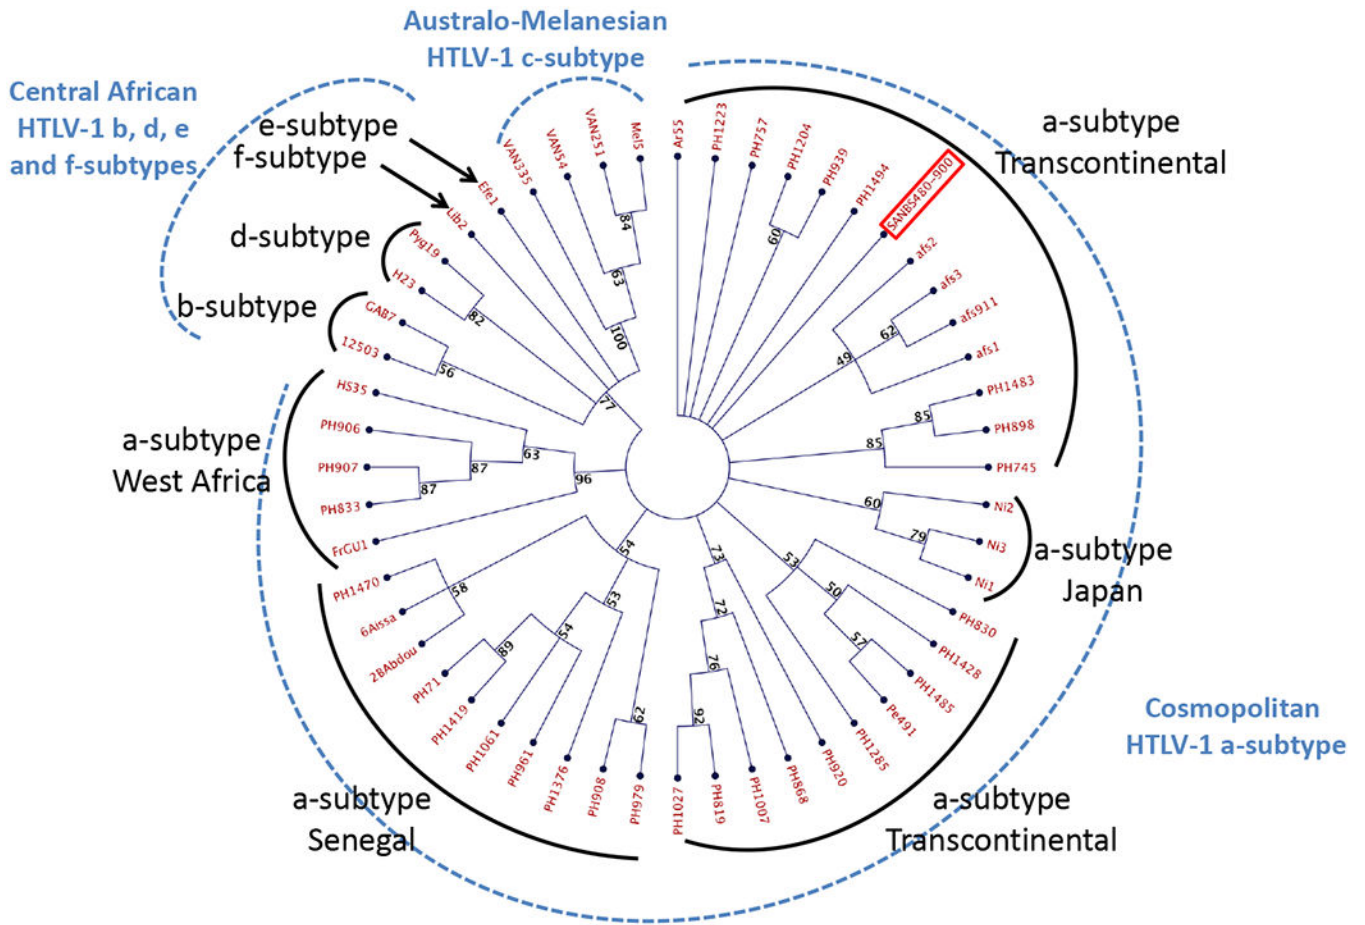 Australo-Melanesian
HTLV-1 c-subtype
Central African
HTLV-1 b, d, e
and f-subtypes
e-subtype
f-subtype
d-subtype
b-subtype
a-subtype
West Africa
a-subtype
Senegal
a-subtype
Transcontinental
a-subtype
Japan
a-subtype
Transcontinental
Cosmopolitan
HTLV-1 a-subtype
Ar55
PH1223
PH757
PH1204
PH939
PH1494
SANBS480-900
afs2
afs3
afs911
afs1
PH1483
PH898
PH745
Ni2
Ni3
Ni1
PH830
PH1428
PH1485
Pe491
PH1285
PH920
PH868
PH1007
PH819
PH1027
PH979
PH908
PH1376
PH961
PH1061
PH1419
PH71
2BAbdou
6Aissa
PH1470
FrGU1
PH833
PH907
PH906
HS35
12503
GAB7
H23
Pyg19
Lib2
Efe1
VAN335
VAN54
VAN251
Mel5
84
63
100
77
82
56
63
87
87
96
58
54
53
54
89
62
73
72
76
92
53
50
57
60
79
85
85
49
62
60